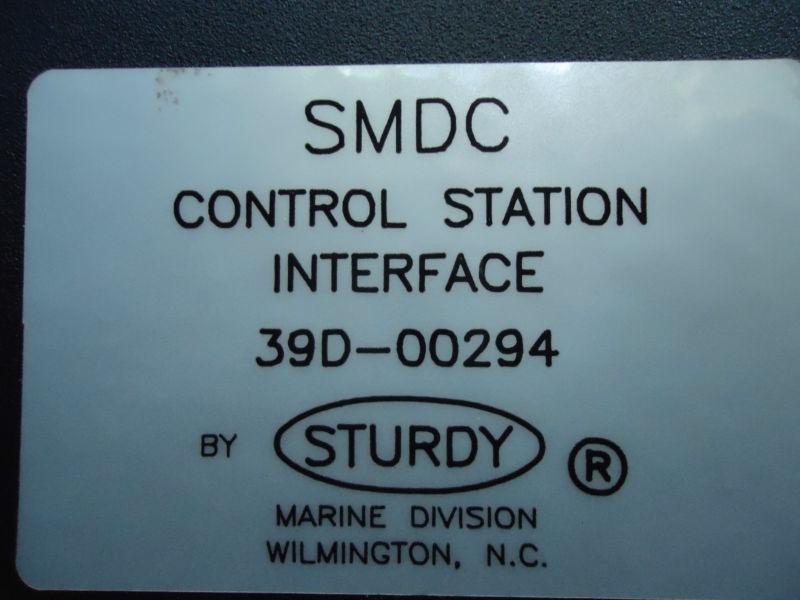 SMDC
CONTROL STATION
INTERFACE
39D-00294
BY STURDY ®
MARINE DIVISION
WILMINGTON, N.C.